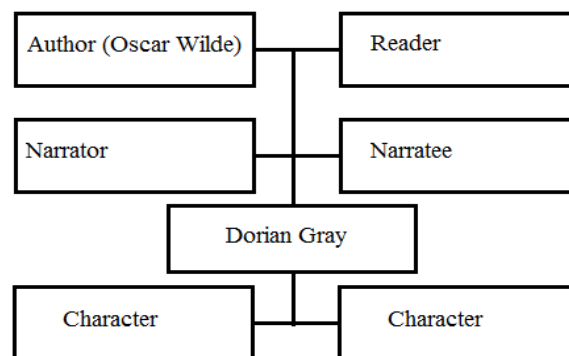 Author (Oscar Wilde)
Reader
Narrator
Narratee
Dorian Gray
Character
Character